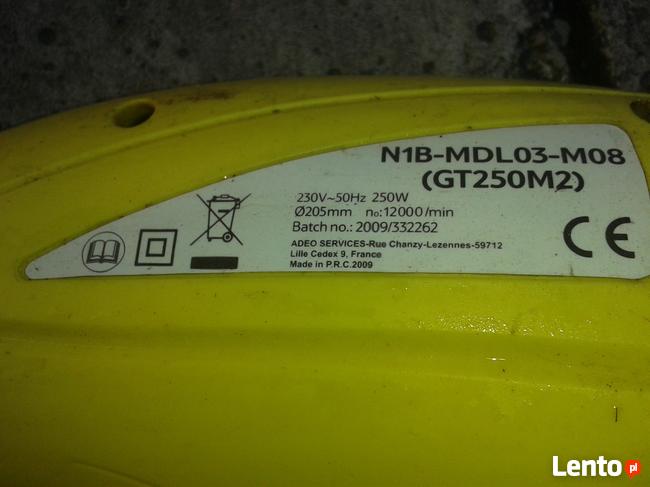 N1B-MDL03-M08
(GT250M2)
230V~50Hz 250W
Ø205mm no:12000/min
Batch no.: 2009/332262
ADEO SERVICES-Rue Chanzy-Lezennes-59712
Lille Cedex 9, France
Made in P.R.C.2009
CE
Lento.pl